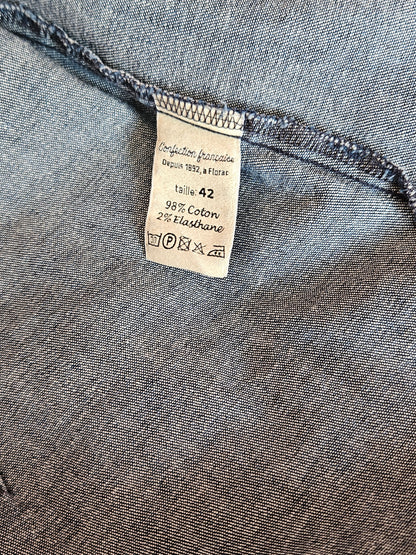 Confection française
Depuis 1892, à Florac
taille: 42
98% Coton
2% Elasthane
P